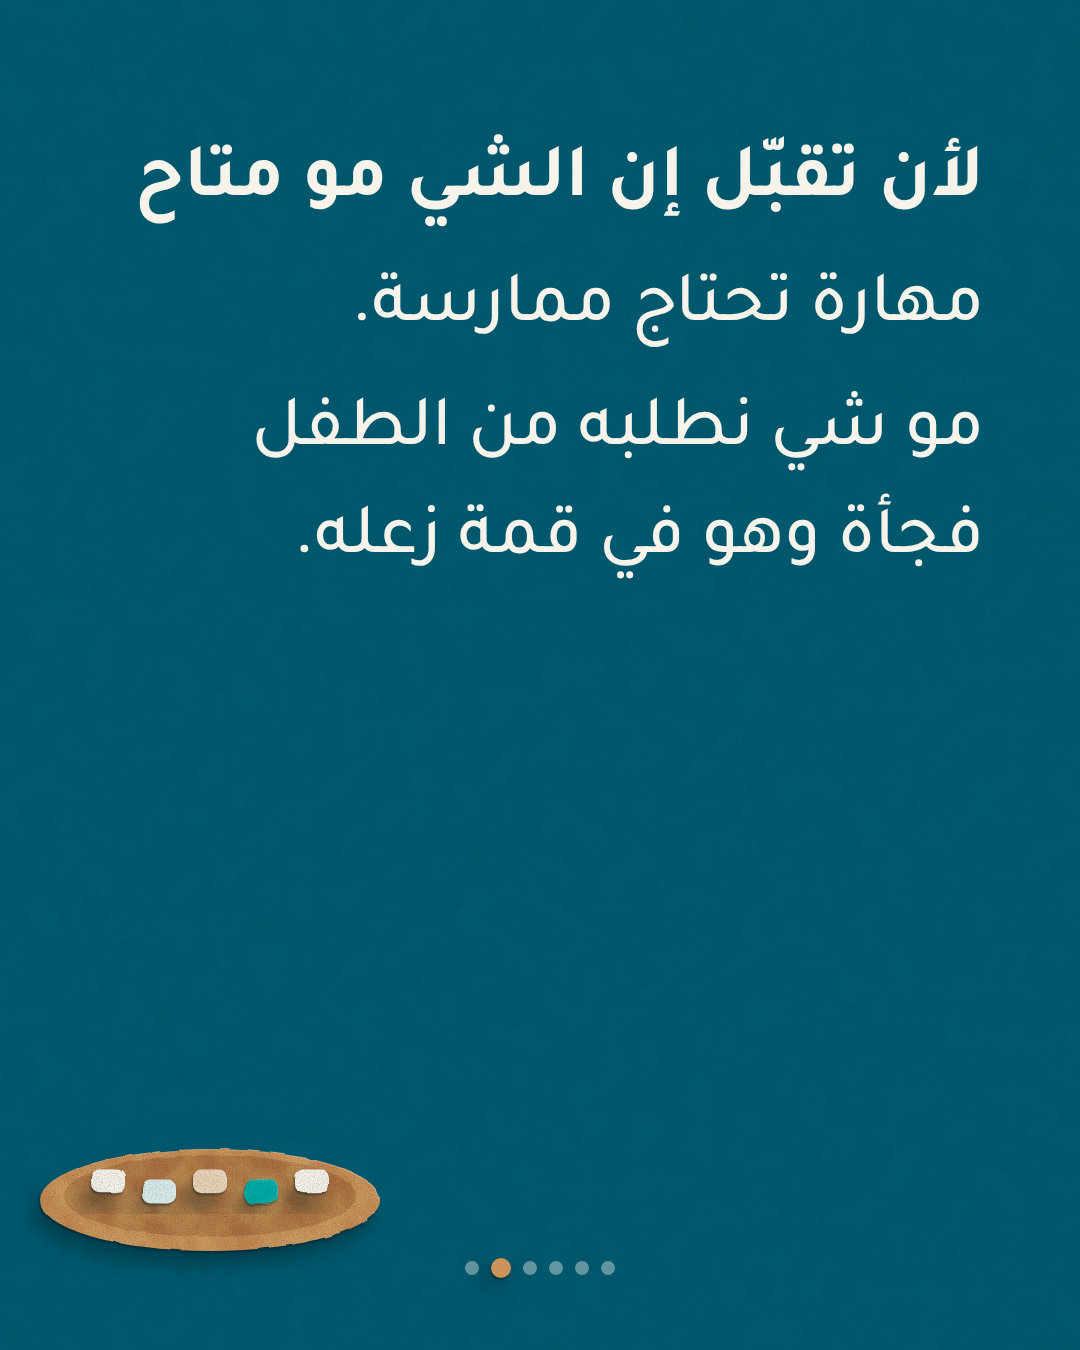 لأن تقبّل إن الشي مو متاح
مهارة تحتاج ممارسة.
مو شي نطلبه من الطفل
فجأة وهو في قمة زعله.